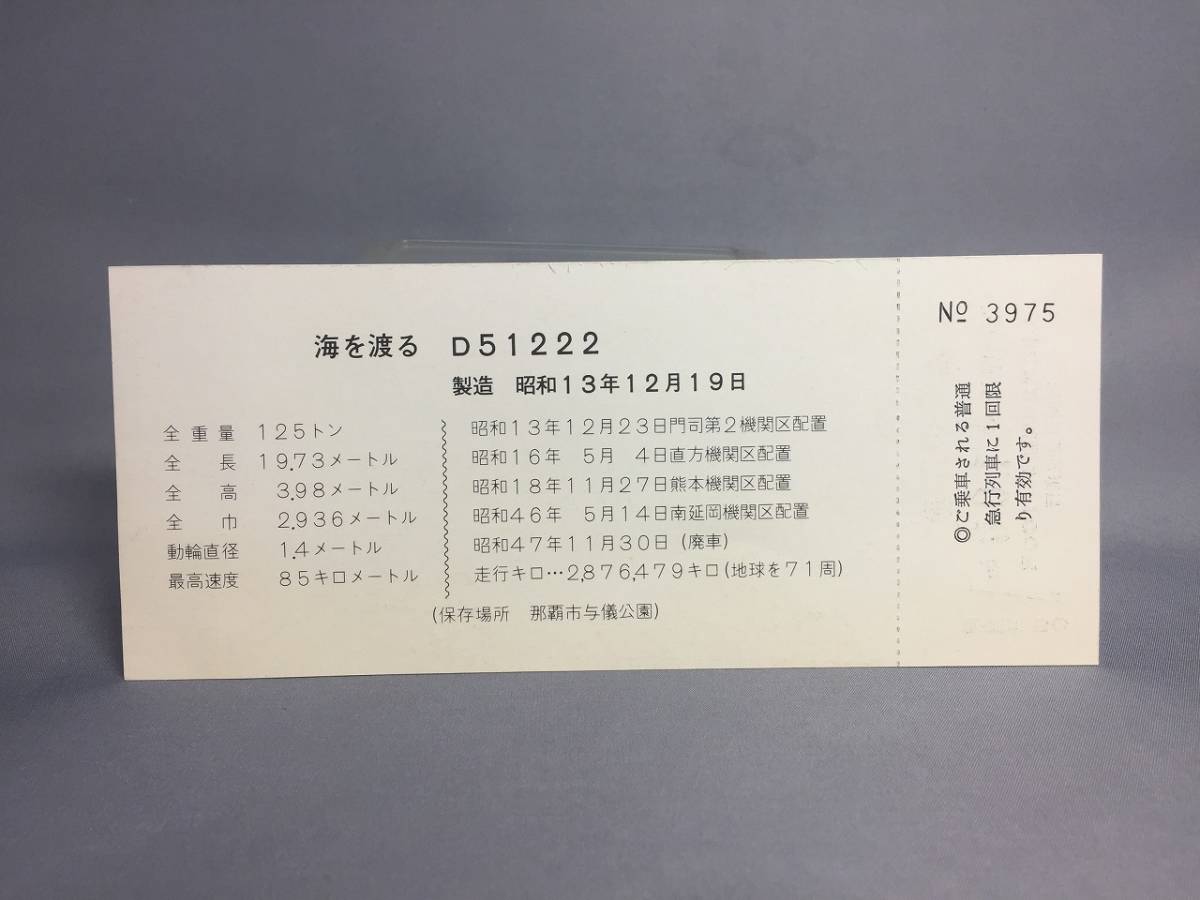 海を渡る D51222
製造 昭和13年12月19日
全重量 125トン
全長 19.73メートル
全高 3.98メートル
全巾 2.936メートル
動輪直径 1.4メートル
最高速度 85キロメートル
昭和13年12月23日門司第2機関区配置
昭和16年 5月 4日直方機関区配置
昭和18年11月27日熊本機関区配置
昭和46年 5月14日南延岡機関区配置
昭和47年11月30日(廃車)
走行キロ…2,876,479キロ(地球を71周)
(保存場所 那覇市与儀公園)
№ 3975
◎ご乗車される普通
急行列車に1回限
り有効です。